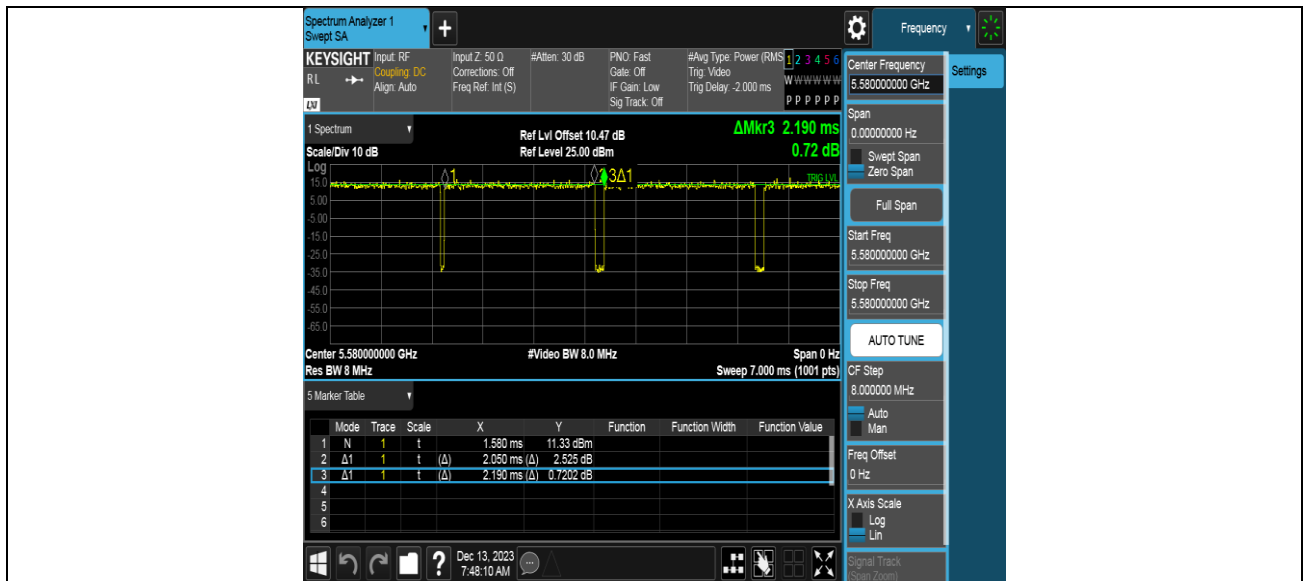 Spectrum Analyzer 1
Swept SA
+
Frequency
KEYSIGHT
RL
LXI
Input: RF
Coupling: DC
Align: Auto
Input Z: 50 Ω
Corrections: Off
Freq Ref: Int (S)
#Atten: 30 dB
PNO: Fast
Gate: Off
IF Gain: Low
Sig Track: Off
#Avg Type: Power (RMS
Trig: Video
Trig Delay: -2.000 ms
1 2 3 4 5 6
W W W W W W
P P P P P P
Center Frequency
5.580000000 GHz
Settings
Span
0.00000000 Hz
Swept Span
Zero Span
Full Span
Start Freq
5.580000000 GHz
Stop Freq
5.580000000 GHz
AUTO TUNE
CF Step
8.000000 MHz
Auto
Man
Freq Offset
0 Hz
X Axis Scale
Log
Lin
Signal Track
(Span Zoom)
1 Spectrum
Scale/Div 10 dB
Ref Lvl Offset 10.47 dB
Ref Level 25.00 dBm
ΔMkr3 2.190 ms
0.72 dB
Log
15.0
5.00
-5.00
-15.0
-25.0
-35.0
-45.0
-55.0
-65.0
1
3Δ1
TRIG LVL
Center 5.580000000 GHz
#Video BW 8.0 MHz
Span 0 Hz
Res BW 8 MHz
Sweep 7.000 ms (1001 pts)
5 Marker Table
Mode Trace Scale X Y Function Function Width Function Value
1 N 1 t 1.580 ms 11.33 dBm
2 Δ1 1 t (Δ) 2.050 ms (Δ) 2.525 dB
3 Δ1 1 t (Δ) 2.190 ms (Δ) 0.7202 dB
4
5
6
?
Dec 13, 2023
7:48:10 AM